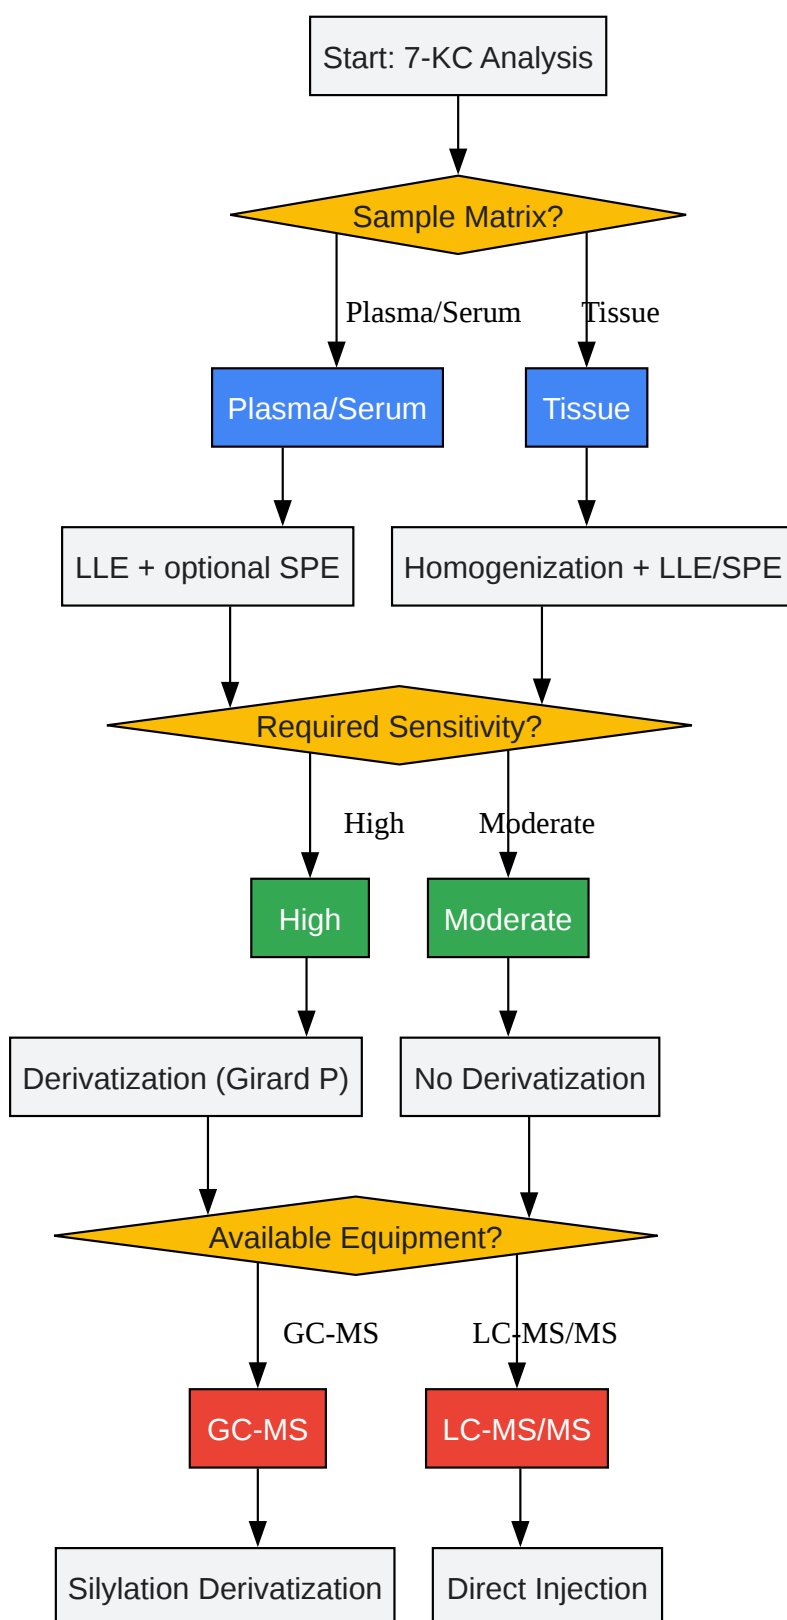 Start: 7-KC Analysis
Sample Matrix?
Plasma/Serum
Tissue
Plasma/Serum
Tissue
LLE + optional SPE
Homogenization + LLE/SPE
Required Sensitivity?
High
Moderate
High
Moderate
Derivatization (Girard P)
No Derivatization
Available Equipment?
GC-MS
LC-MS/MS
GC-MS
LC-MS/MS
Silylation Derivatization
Direct Injection